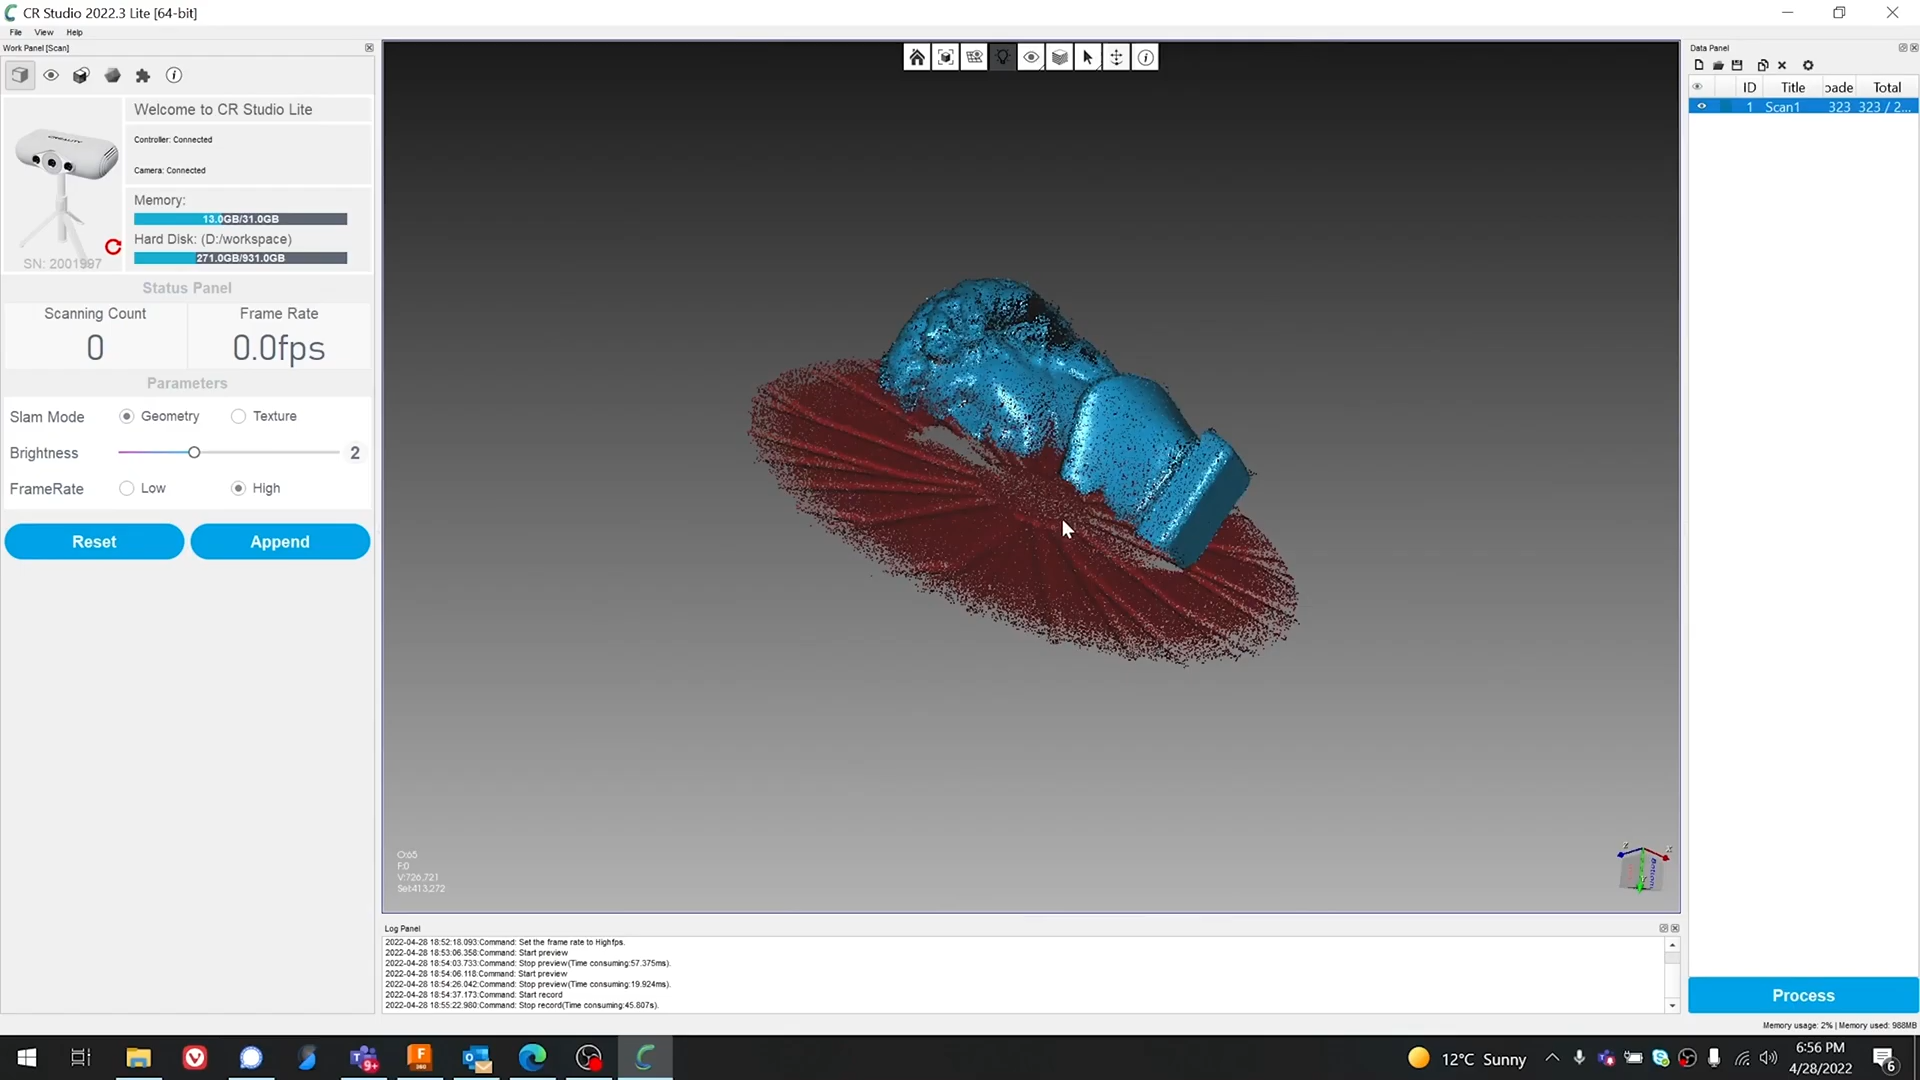 CR Studio 2022.3 Lite [64-bit]
File View Help
Work Panel [Scan]
Welcome to CR Studio Lite
Controller: Connected
Camera: Connected
Memory:
13.0GB/31.0GB
Hard Disk: (D:/workspace)
271.0GB/931.0GB
CREALITY
SN: 2001997
Status Panel
Scanning Count
0
Frame Rate
0.0fps
Parameters
Slam Mode Geometry Texture
Brightness 2
FrameRate Low High
Reset Append
O:65
F:0
V:726,721
Sel:413,272
Z X
Bottom
Log Panel
2022-04-28 18:52:18.093:Command: Set the frame rate to Highfps.
2022-04-28 18:53:06.358:Command: Start preview
2022-04-28 18:54:03.733:Command: Stop preview(Time consuming:57.375ms).
2022-04-28 18:54:06.118:Command: Start preview
2022-04-28 18:54:26.042:Command: Stop preview(Time consuming:19.924ms).
2022-04-28 18:54:37.173:Command: Start record
2022-04-28 18:55:22.980:Command: Stop record(Time consuming:45.807s).
Data Panel
ID Title oade Total
1 Scan1 323 323 / 2...
Process
Memory usage: 2% | Memory used: 988MB
9+
F
360
12°C Sunny
6:56 PM
4/28/2022
6